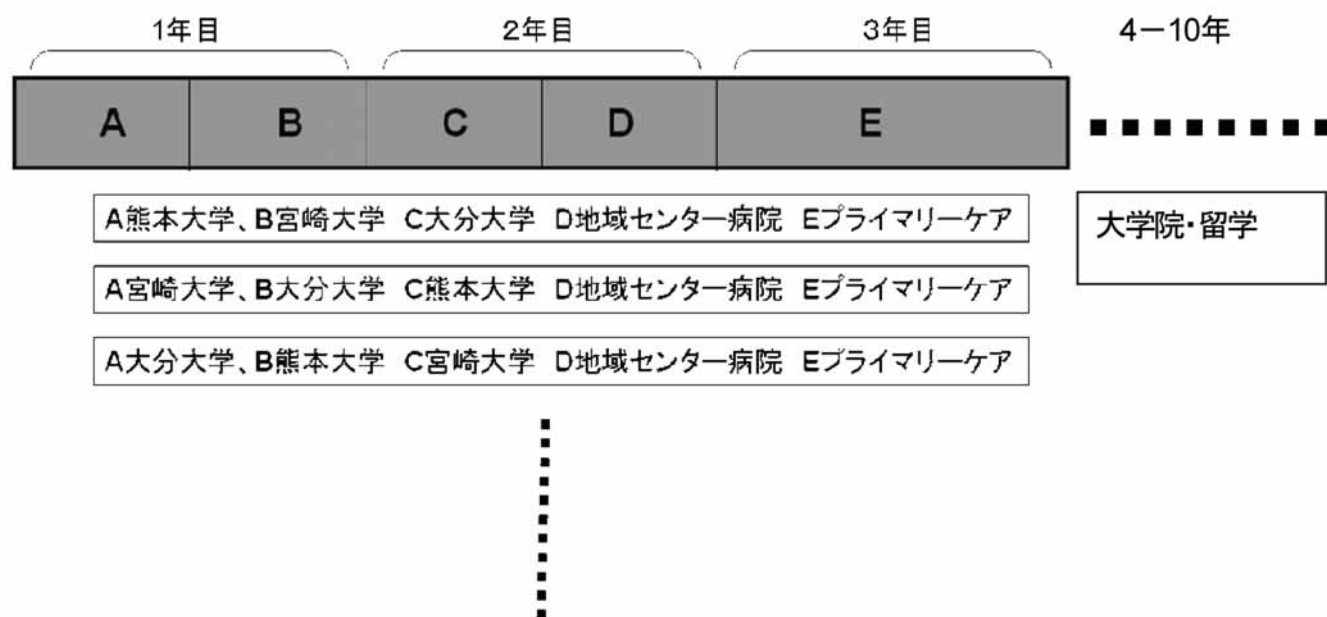 1年目 2年目 3年目 4－10年
A B C D E
A熊本大学、B宮崎大学 C大分大学 D地域センター病院 Eプライマリーケア
大学院・留学
A宮崎大学、B大分大学 C熊本大学 D地域センター病院 Eプライマリーケア
A大分大学、B熊本大学 C宮崎大学 D地域センター病院 Eプライマリーケア